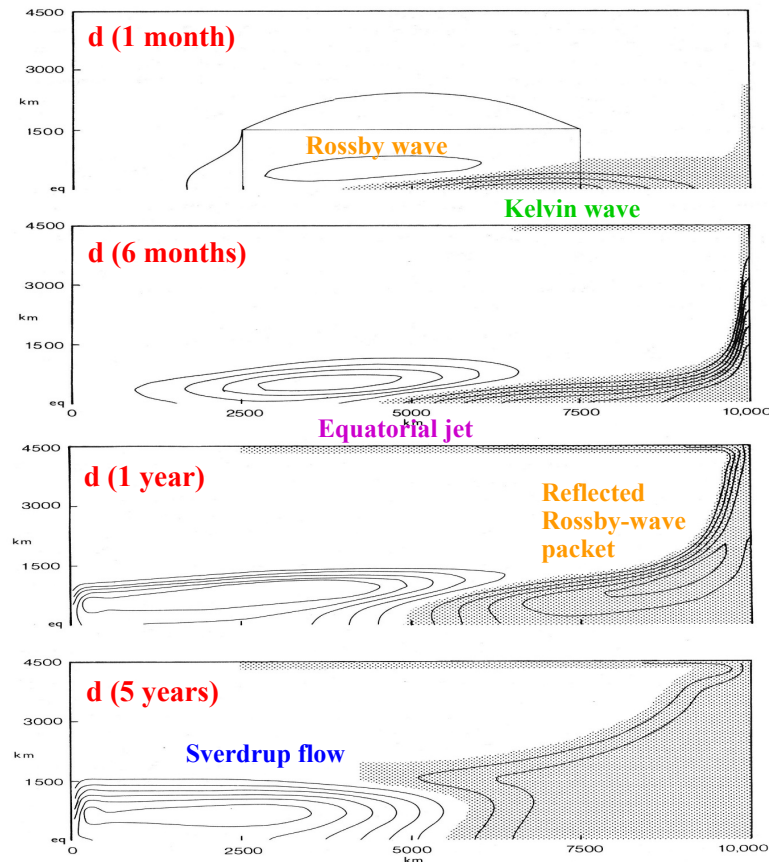 4500
d (1 month)
3000
km
1500
Rossby wave
eq
Kelvin wave
4500
d (6 months)
3000
km
1500
eq
0
2500
5000
7500
10,000
km
Equatorial jet
4500
d (1 year)
Reflected
Rossby-wave
packet
3000
km
1500
eq
4500
d (5 years)
3000
km
Sverdrup flow
1500
eq
0
2500
5000
7500
10,000
km